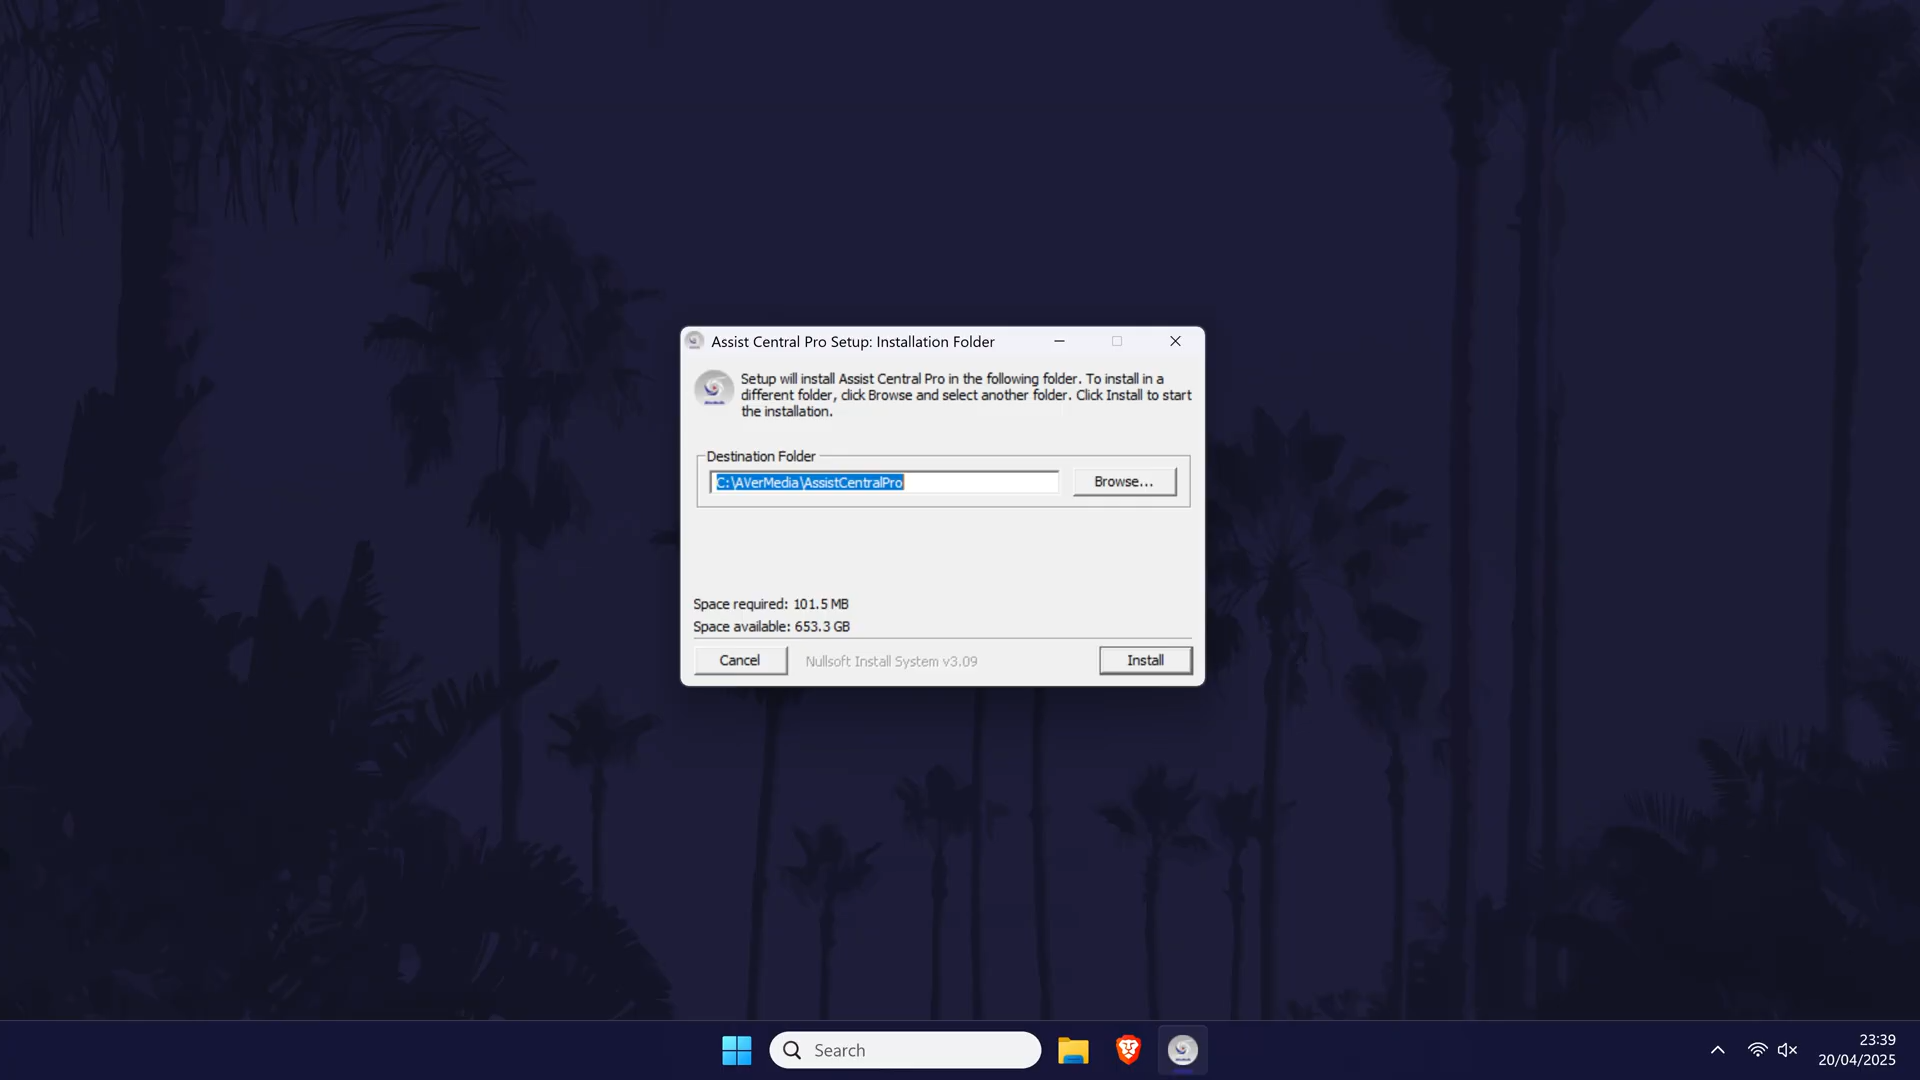 Assist Central Pro Setup: Installation Folder
Setup will install Assist Central Pro in the following folder. To install in a
different folder, click Browse and select another folder. Click Install to start
the installation.
Destination Folder
C:\AVerMedia\AssistCentralPro
Browse...
Space required: 101.5 MB
Space available: 653.3 GB
Cancel
Nullsoft Install System v3.09
Install
Search
23:39
20/04/2025